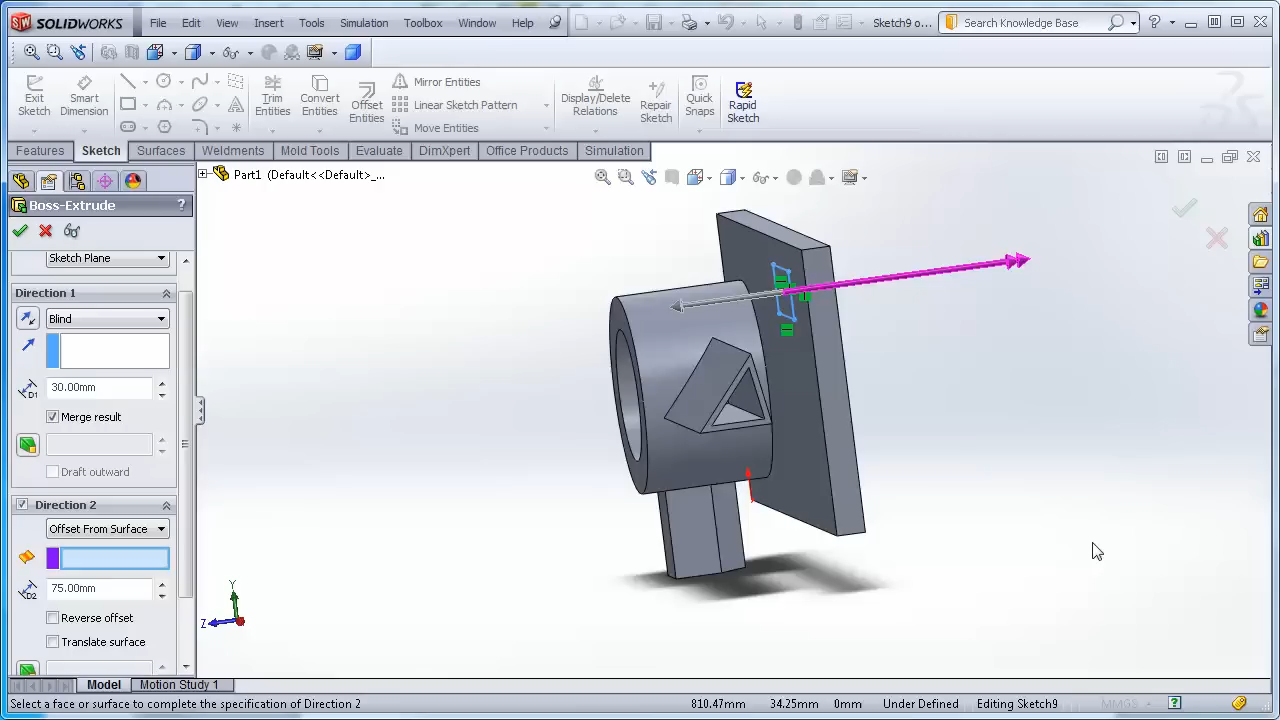 SOLIDWORKS File Edit View Insert Tools Simulation Toolbox Window Help Sketch9 o... Search Knowledge Base ?
Exit Sketch
Smart Dimension
Trim Entities
Convert Entities
Offset Entities
Mirror Entities
Linear Sketch Pattern
Move Entities
Display/Delete Relations
Repair Sketch
Quick Snaps
Rapid Sketch
Features Sketch Surfaces Weldments Mold Tools Evaluate DimXpert Office Products Simulation
Part1 (Default<<Default>_...
Boss-Extrude ?
Sketch Plane
Direction 1
Blind
D1 30.00mm
Merge result
Draft outward
Direction 2
Offset From Surface
D2 75.00mm
Reverse offset
Translate surface
Y
Z
Model Motion Study 1
Select a face or surface to complete the specification of Direction 2 810.47mm 34.25mm Under Defined Editing Sketch9 MMGS ?